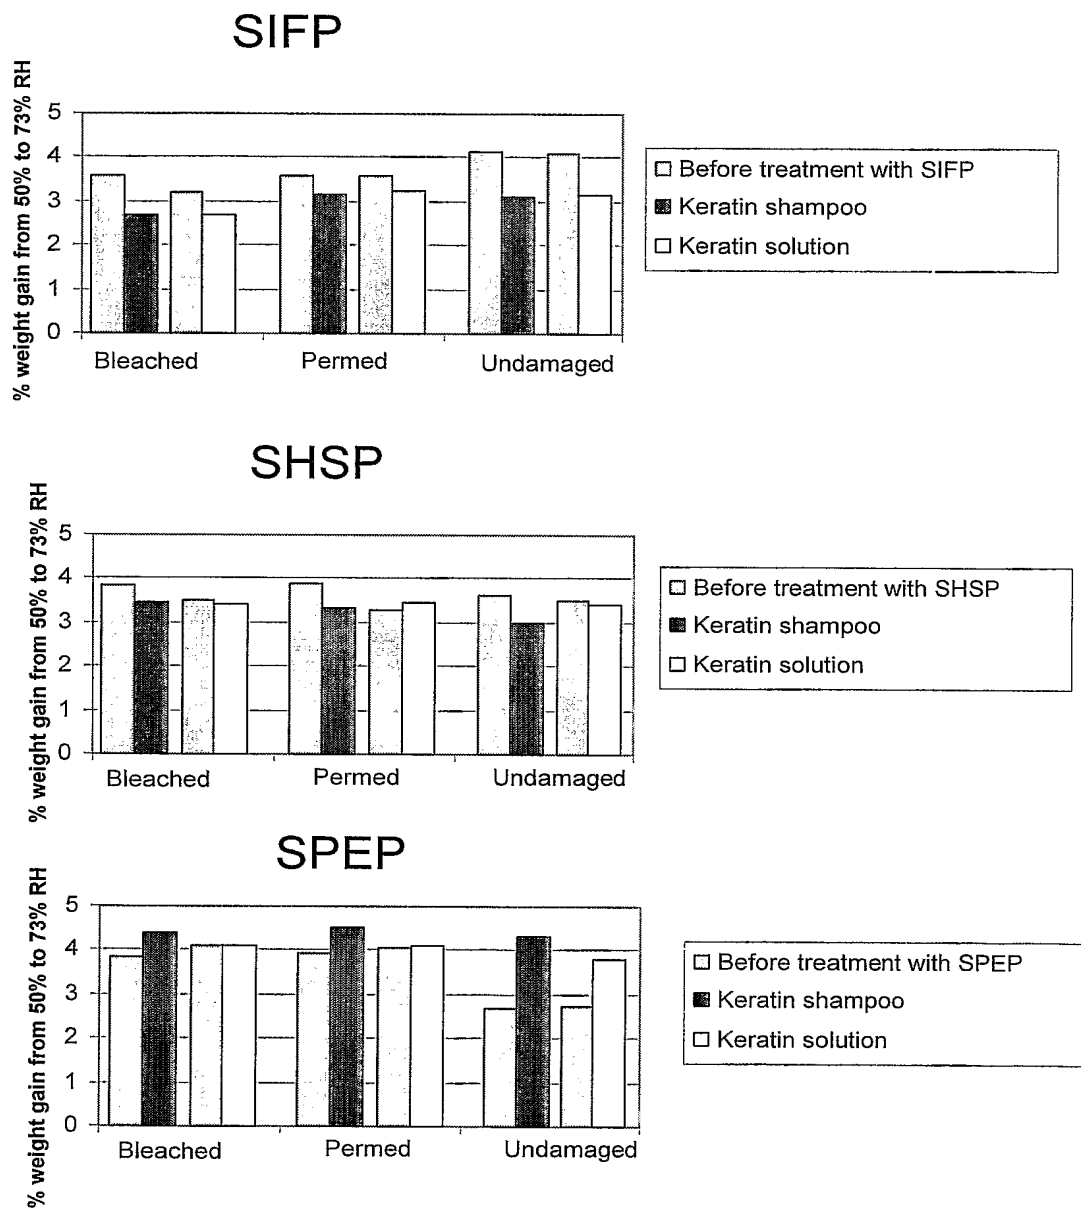 SIFP
% weight gain from 50% to 73% RH
5
4
3
2
1
0
Bleached Permed Undamaged
Before treatment with SIFP
Keratin shampoo
Keratin solution
SHSP
% weight gain from 50% to 73% RH
5
4
3
2
1
0
Bleached Permed Undamaged
Before treatment with SHSP
Keratin shampoo
Keratin solution
SPEP
% weight gain from 50% to 73% RH
5
4
3
2
1
0
Bleached Permed Undamaged
Before treatment with SPEP
Keratin shampoo
Keratin solution